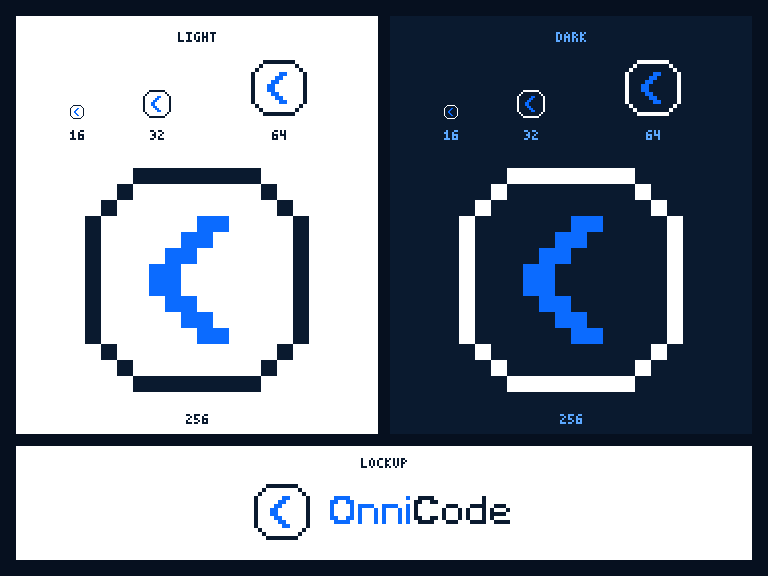 LIGHT
16 32 64
256
DARK
16 32 64
256
LOCKUP
OnniCode